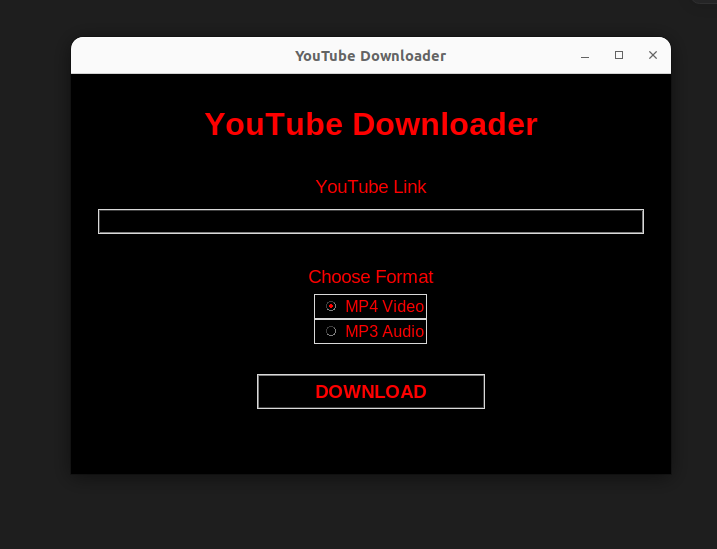 YouTube Downloader
YouTube Downloader
YouTube Link
Choose Format
MP4 Video
MP3 Audio
DOWNLOAD